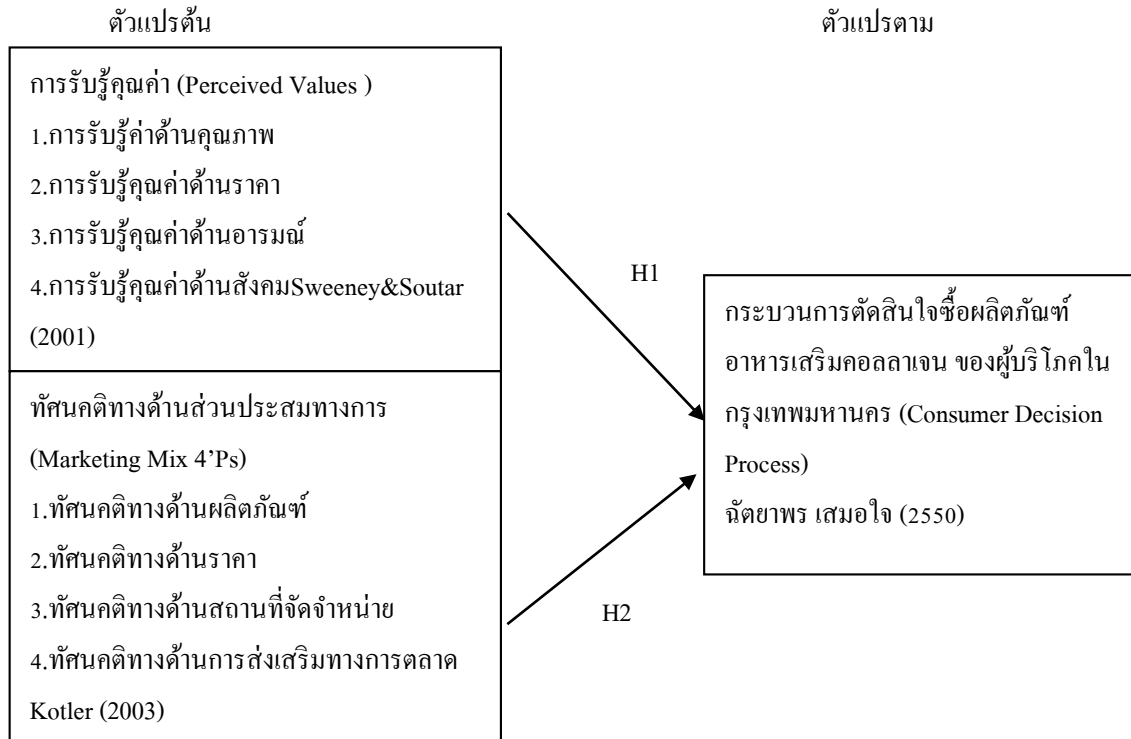 ตัวแปรต้น
ตัวแปรตาม
การรับรู้คุณค่า (Perceived Values )
1.การรับรู้ค่าด้านคุณภาพ
2.การรับรู้คุณค่าด้านราคา
3.การรับรู้คุณค่าด้านอารมณ์
4.การรับรู้คุณค่าด้านสังคมSweeney&Soutar
(2001)
ทัศนคติทางด้านส่วนประสมทางการ
(Marketing Mix 4’Ps)
1.ทัศนคติทางด้านผลิตภัณฑ์
2.ทัศนคติทางด้านราคา
3.ทัศนคติทางด้านสถานที่จัดจำหน่าย
4.ทัศนคติทางด้านการส่งเสริมทางการตลาด
Kotler (2003)
H1
H2
กระบวนการตัดสินใจซื้อผลิตภัณฑ์
อาหารเสริมคอลลาเจน ของผู้บริโภคใน
กรุงเทพมหานคร (Consumer Decision
Process)
ฉัตยาพร เสมอใจ (2550)